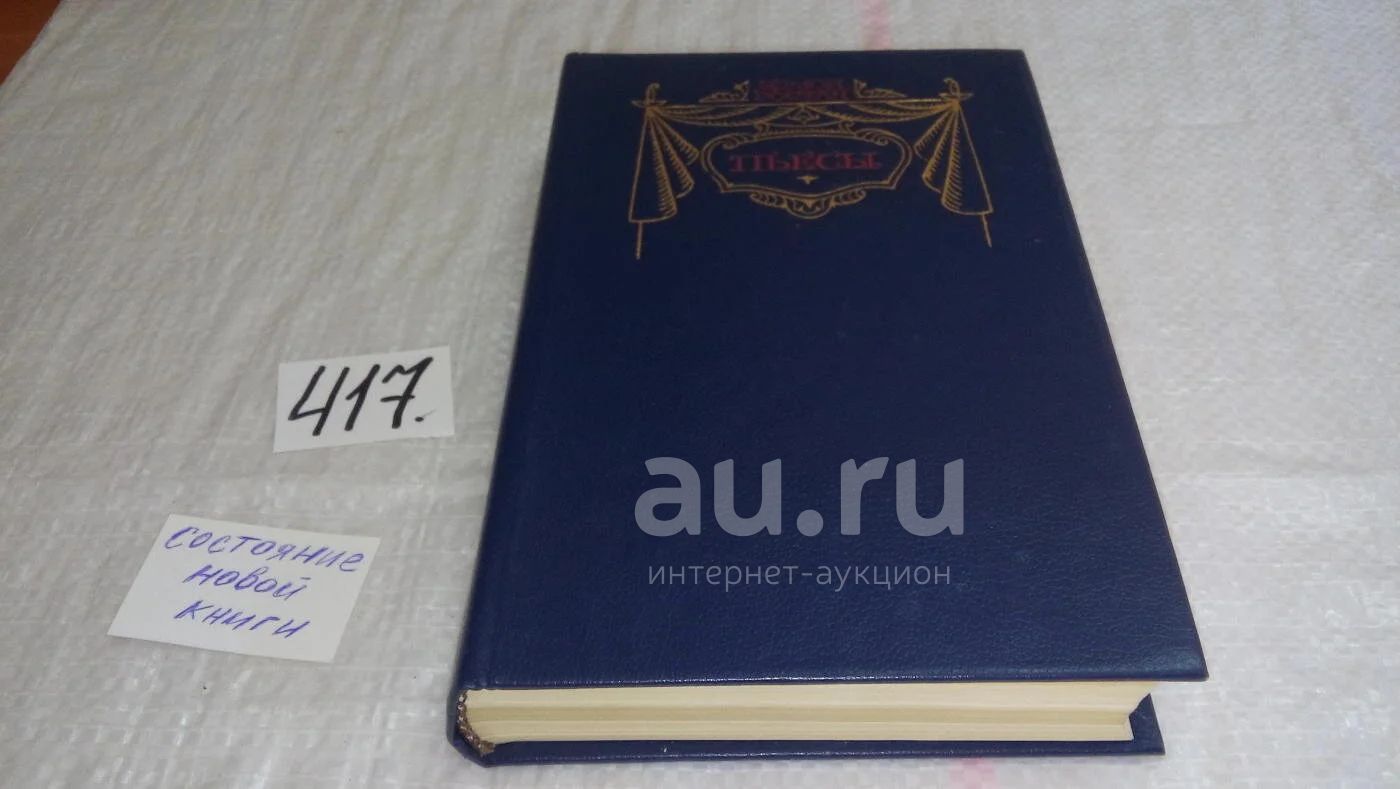 ПЬЕСЫ
417.
au.ru
интернет-аукцион
состояние
новой
книги